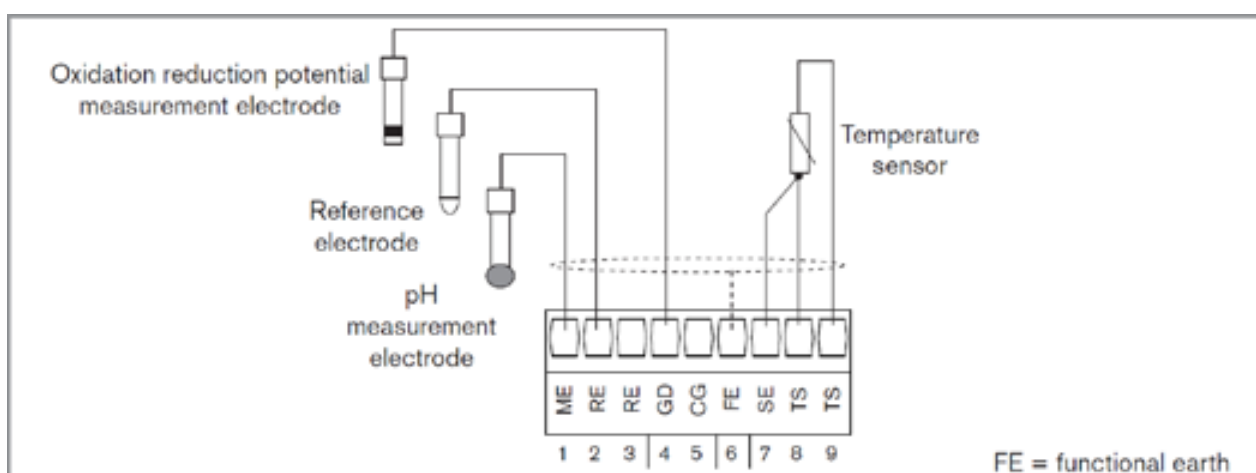 Oxidation reduction potential
measurement electrode
Reference
electrode
pH
measurement
electrode
Temperature
sensor
ME RE RE GD CG FE SE TS TS
1 2 3 4 5 6 7 8 9
FE = functional earth